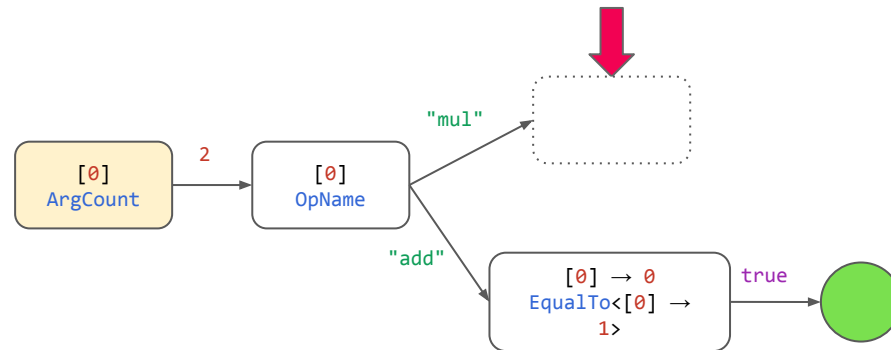 "mul"
[0]
ArgCount
2
[0]
OpName
"add"
[0] → 0
EqualTo<[0] →
1>
true